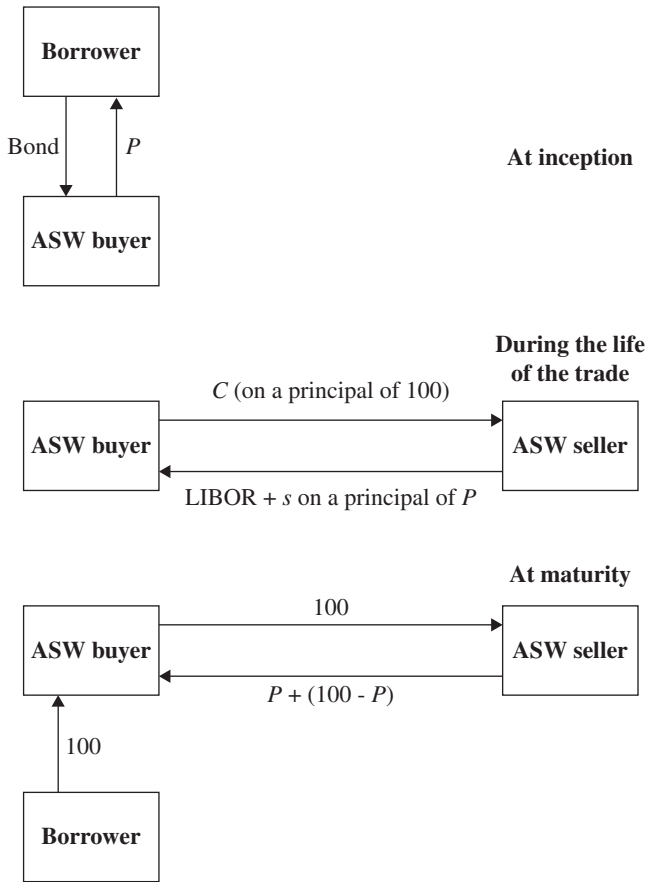 Borrower
Bond
P
At inception
ASW buyer
During the life
of the trade
C (on a principal of 100)
ASW buyer
ASW seller
LIBOR + s on a principal of P
At maturity
100
ASW buyer
ASW seller
P + (100 - P)
100
Borrower